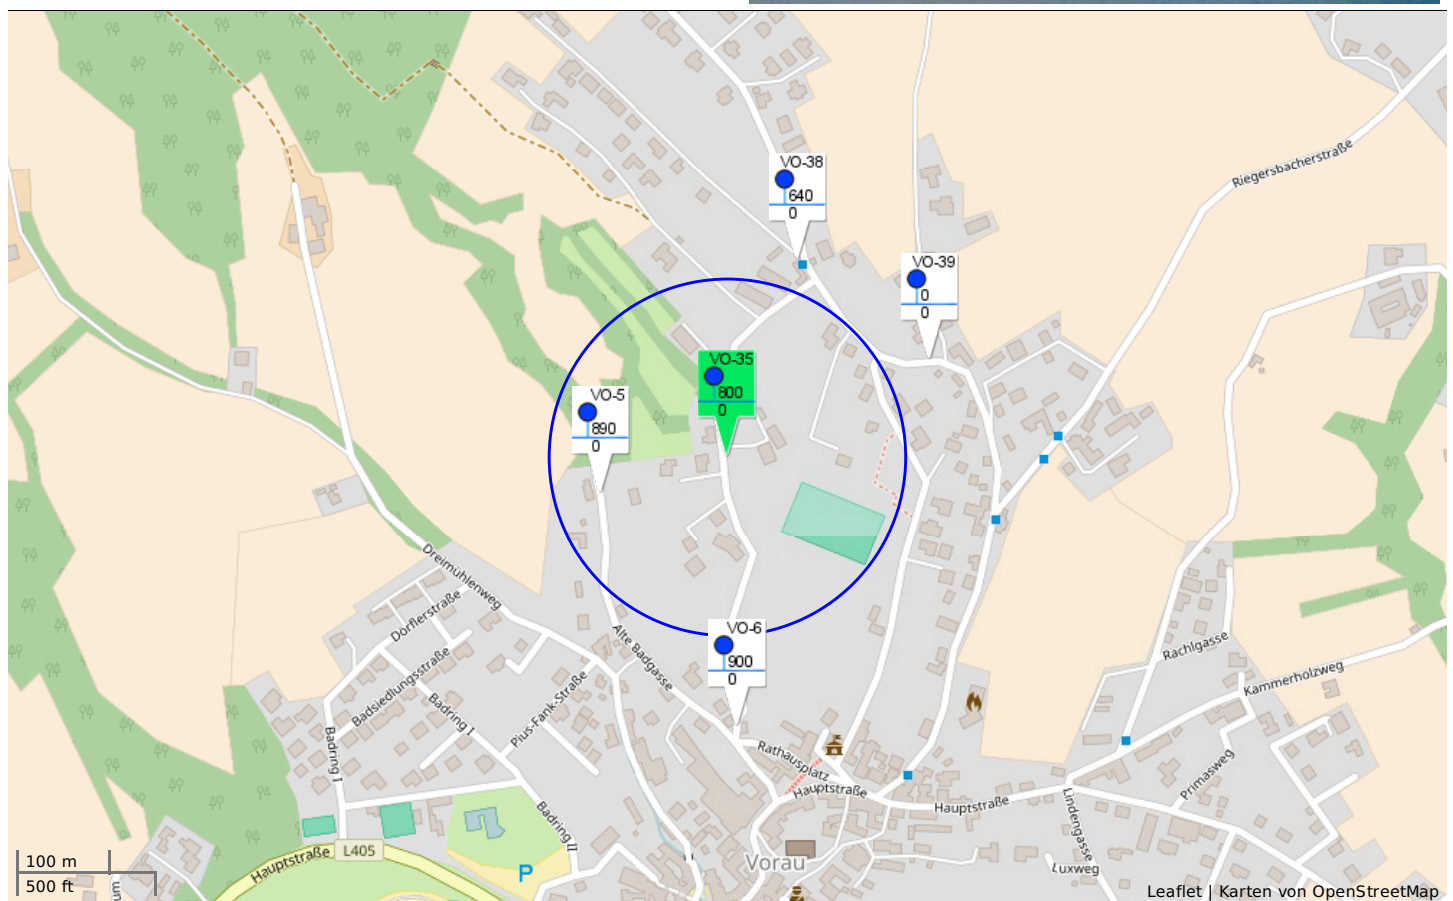 VO-38
640
0
Riegersbacherstraße
VO-39
0
0
VO-35
800
0
VO-5
890
0
Dreimühlenweg
Dörflerstraße
VO-6
900
0
Alte Badgasse
Rachlgasse
Kammerholzweg
Badsiedlungsstraße
Badring I
Pius-Fank-Straße
Badring I
Rathausplatz
Hauptstraße
Hauptstraße
Primasweg
Lindengasse
Badring II
L405
Hauptstraße
Vorau
Luxweg
P
100 m
500 ft
Leaflet | Karten von OpenStreetMap